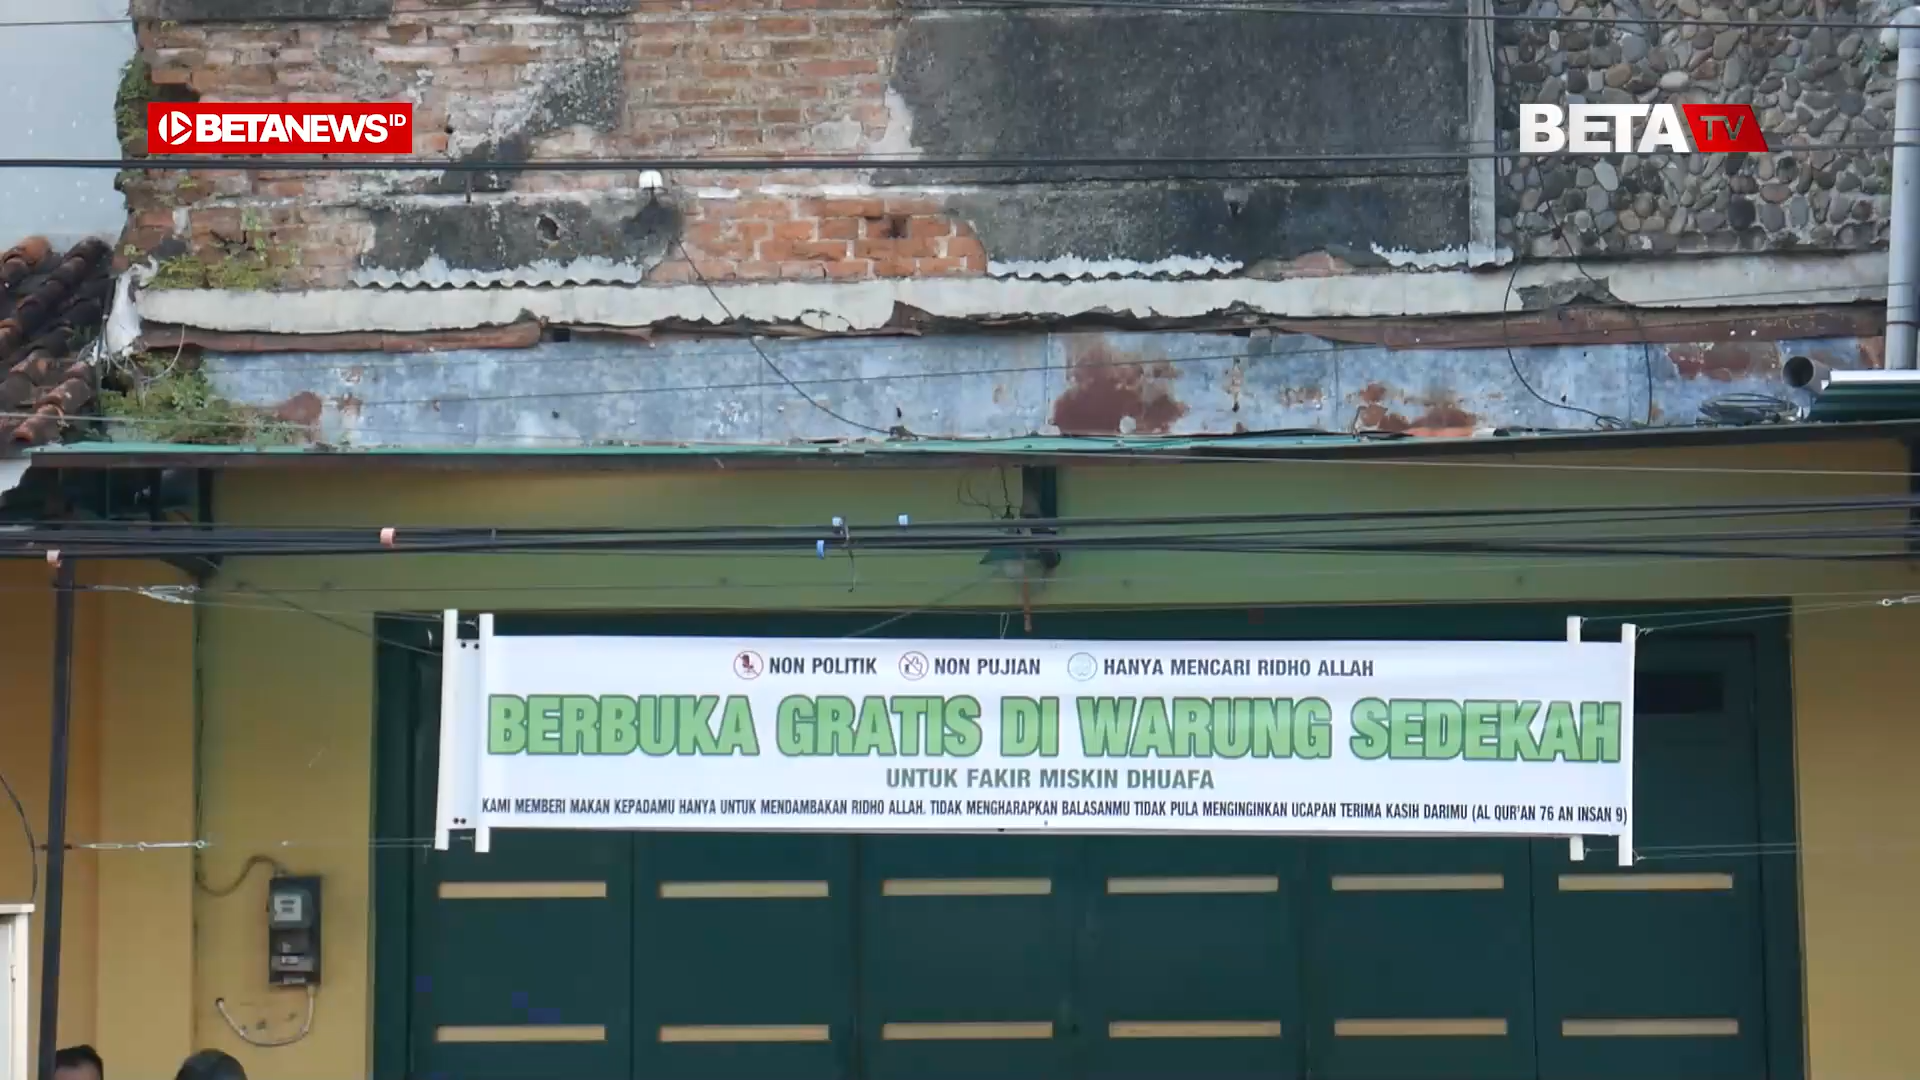 BETANEWS ID
BETA TV
NON POLITIK NON PUJIAN HANYA MENCARI RIDHO ALLAH
BERBUKA GRATIS DI WARUNG SEDEKAH
UNTUK FAKIR MISKIN DHUAFA
KAMI MEMBERI MAKAN KEPADAMU HANYA UNTUK MENDAMBAKAN RIDHO ALLAH. TIDAK MENGHARAPKAN BALASANMU TIDAK PULA MENGINGINKAN UCAPAN TERIMA KASIH DARIMU (AL QUR'AN 76 AN INSAN 9)